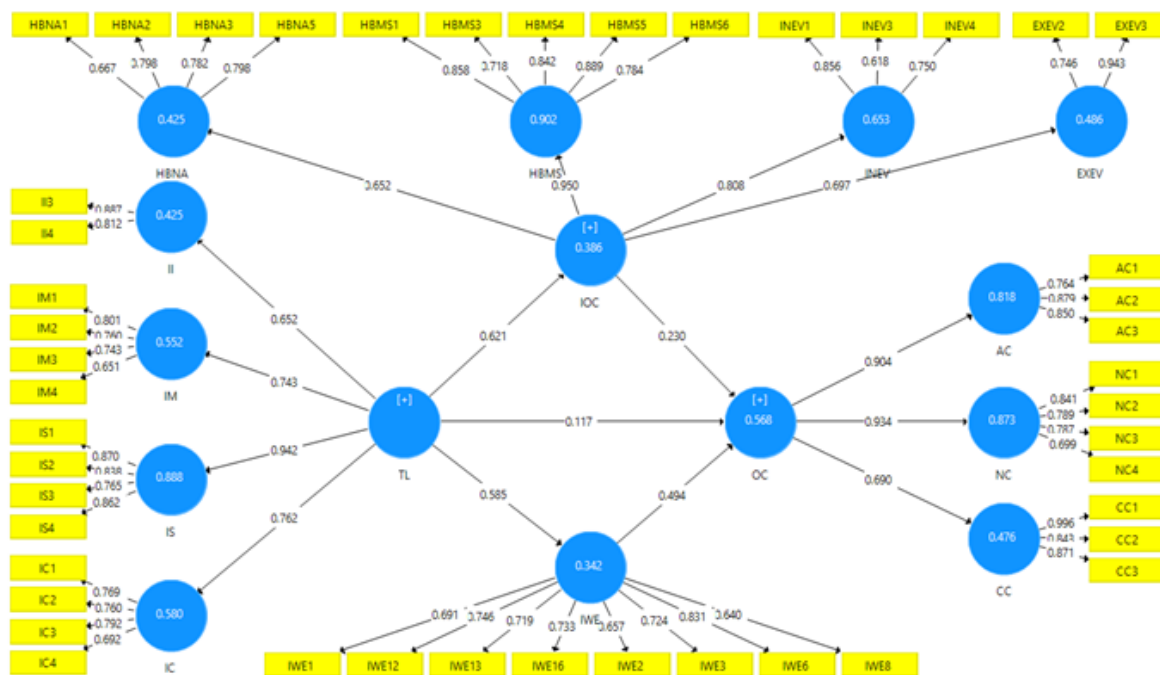 HBNA1 HBNA2 HBNA3 HBNA5 HBMS1 HBMS3 HBMS4 HBMS5 HBMS6 INEV1 INEV3 INEV4 EXEV2 EXEV3
0.667 0.798 0.782 0.798 0.858 0.718 0.842 0.889 0.784 0.856 0.618 0.750 0.746 0.943
0.425 0.902 0.653 0.486
HBNA HBMS INEV EXEV
0.652 0.950 0.808 0.697
II3 0.887 0.425
II4 0.812
II
[+]
0.386
IOC
AC1
0.764
0.818 0.879 AC2
0.850
AC3
AC
IM1
0.801
IM2 0.760 0.552
IM3 0.743
0.651
IM4
IM
0.652
0.621
0.230
0.904
0.743
NC1
0.841
NC2
0.789
0.873 0.787
NC3
0.699
NC4
NC
[+]
TL
0.117
[+]
0.568
OC
0.934
IS1
0.870
IS2 0.838
0.888
IS3 0.765
0.862
IS4
IS
0.942
0.690
0.762
0.585
0.494
CC1
0.996
0.476 0.843 CC2
0.871
CC3
CC
IC1
0.769
IC2 0.760
0.580
IC3 0.792
0.692
IC4
IC
0.342
IWE
0.691 0.746 0.719 0.733 0.657 0.724 0.831 0.640
IWE1 IWE12 IWE13 IWE16 IWE2 IWE3 IWE6 IWE8